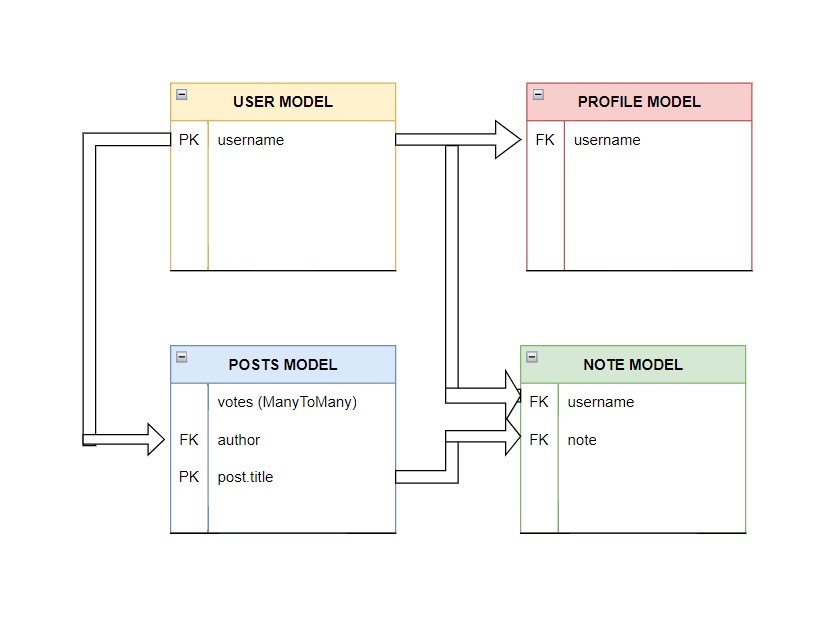 USER MODEL
PK username
PROFILE MODEL
FK username
POSTS MODEL
votes (ManyToMany)
FK author
PK post.title
NOTE MODEL
FK username
FK note